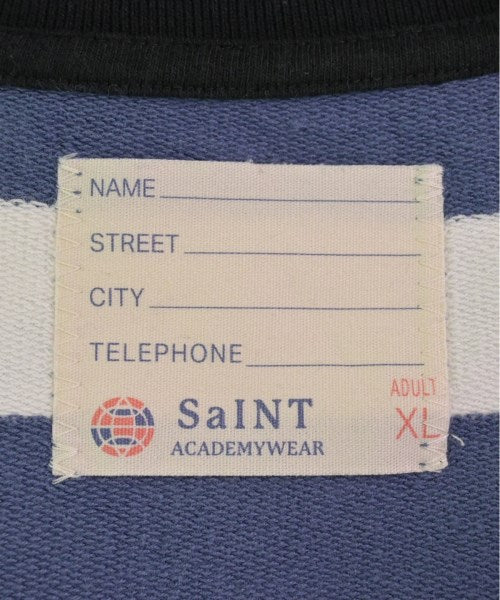 NAME
STREET
CITY
TELEPHONE
SaINT
ACADEMYWEAR
ADULT
XL